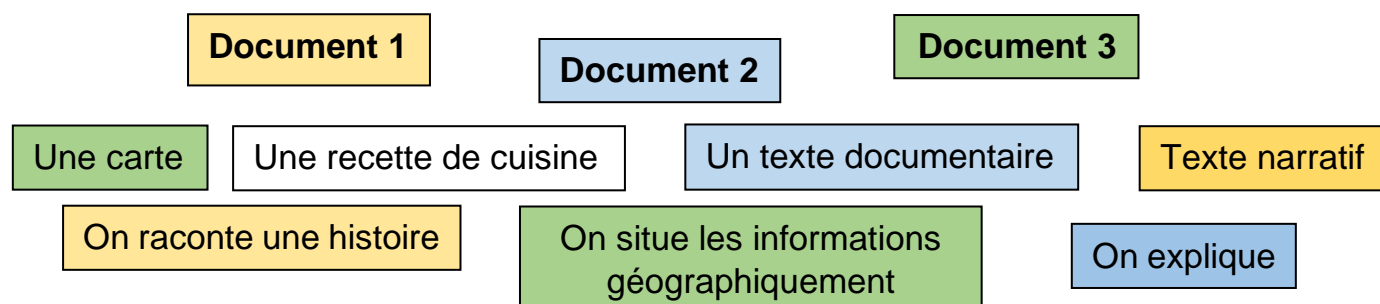 Document 1
Document 2
Document 3
Une carte
Une recette de cuisine
Un texte documentaire
Texte narratif
On raconte une histoire
On situe les informations
géographiquement
On explique